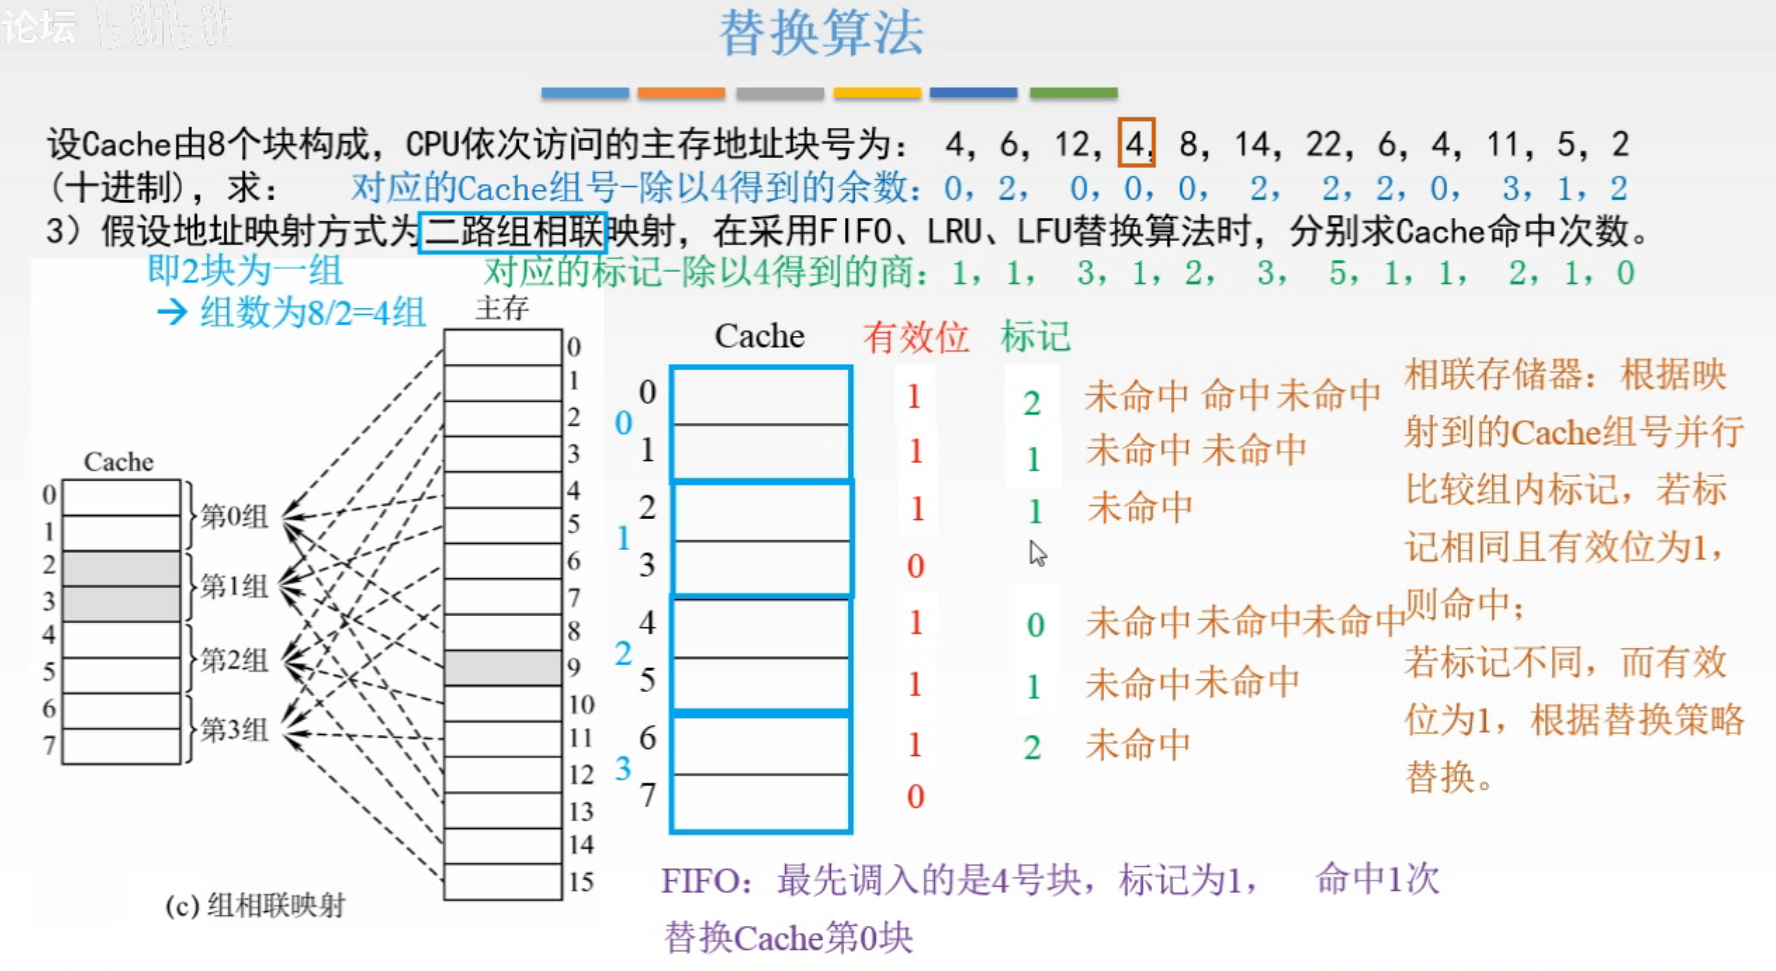 论坛 bilibili
替换算法
设Cache由8个块构成，CPU依次访问的主存地址块号为： 4，6，12，4，8，14，22，6，4，11，5，2
(十进制)，求： 对应的Cache组号-除以4得到的余数：0，2，0，0，0，2，2，2，0，3，1，2
3）假设地址映射方式为二路组相联映射，在采用FIFO、LRU、LFU替换算法时，分别求Cache命中次数。
即2块为一组 对应的标记-除以4得到的商：1，1，3，1，2，3，5，1，1，2，1，0
→ 组数为8/2=4组
主存
0
1
2
3
4
5
6
7
8
9
10
11
12
13
14
15
Cache
0
1
2
3
4
5
6
7
第0组
第1组
第2组
第3组
(c) 组相联映射
Cache 有效位 标记
0 1 2 未命中 命中 未命中
0
1 1 1 未命中 未命中
2 1 1 未命中
1
3 0
4 1 0 未命中 未命中 未命中
2
5 1 1 未命中 未命中
6 1 2 未命中
3
7 0
相联存储器：根据映
射到的Cache组号并行
比较组内标记，若标
记相同且有效位为1，
则命中；
若标记不同，而有效
位为1，根据替换策略
替换。
FIFO：最先调入的是4号块，标记为1， 命中1次
替换Cache第0块